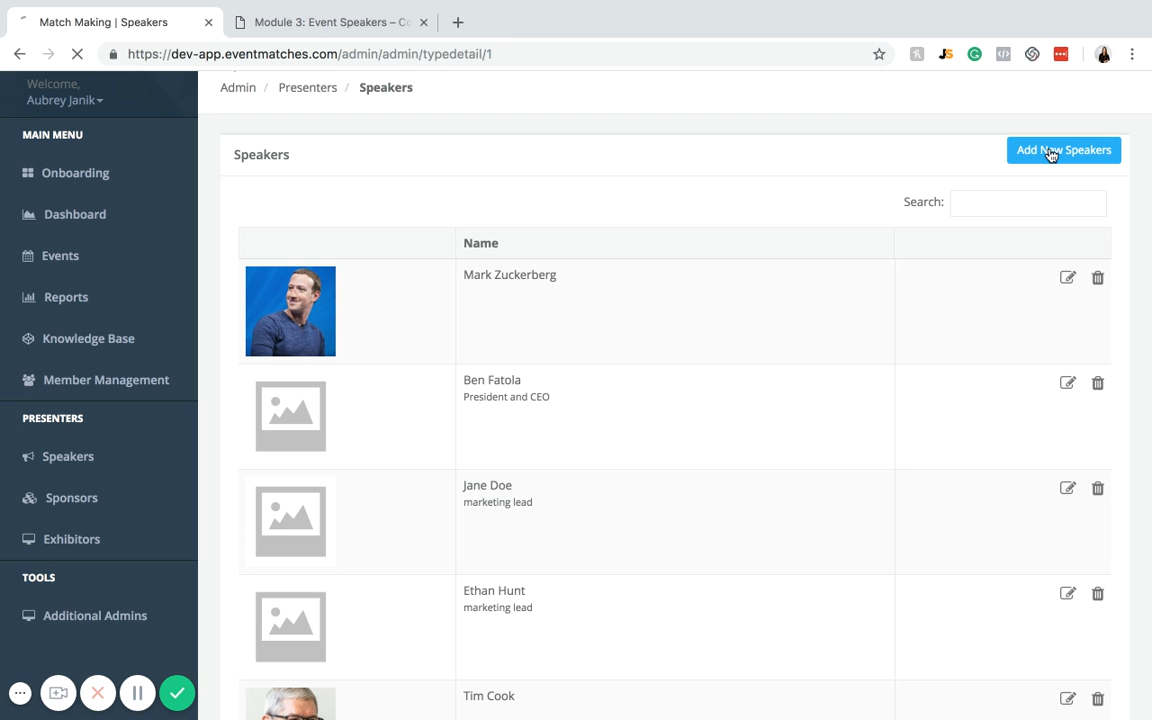 Match Making | Speakers
Module 3: Event Speakers – Co
https://dev-app.eventmatches.com/admin/admin/typedetail/1
Welcome,
Aubrey Janik
MAIN MENU
Onboarding
Dashboard
Events
Reports
Knowledge Base
Member Management
PRESENTERS
Speakers
Sponsors
Exhibitors
TOOLS
Additional Admins
Admin / Presenters / Speakers
Speakers
Add New Speakers
Search:
Name
Mark Zuckerberg
Ben Fatola
President and CEO
Jane Doe
marketing lead
Ethan Hunt
marketing lead
Tim Cook